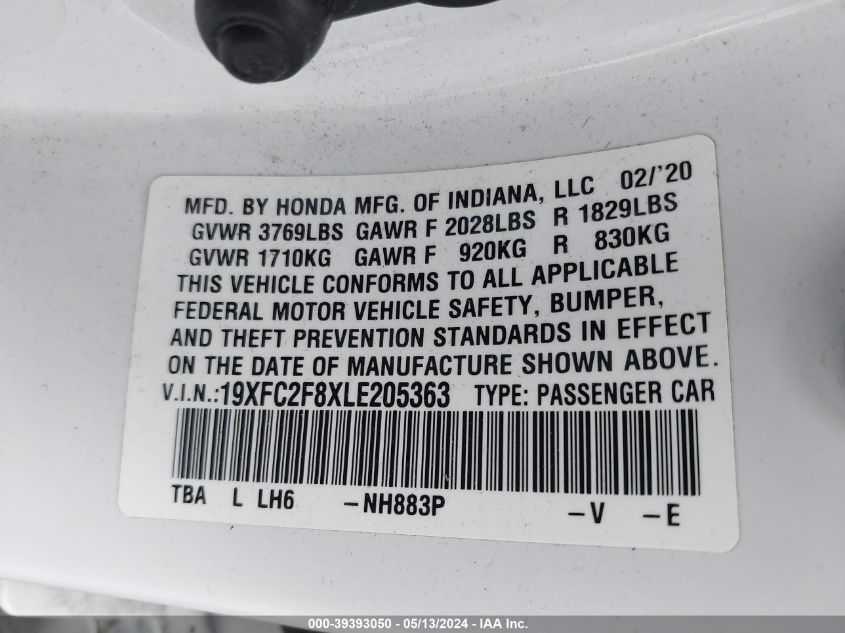 MFD. BY HONDA MFG. OF INDIANA, LLC 02/'20
GVWR 3769LBS GAWR F 2028LBS R 1829LBS
GVWR 1710KG GAWR F 920KG R 830KG
THIS VEHICLE CONFORMS TO ALL APPLICABLE
FEDERAL MOTOR VEHICLE SAFETY, BUMPER,
AND THEFT PREVENTION STANDARDS IN EFFECT
ON THE DATE OF MANUFACTURE SHOWN ABOVE.
V.I.N.:19XFC2F8XLE205363 TYPE: PASSENGER CAR
TBA L LH6 -NH883P -V -E
000-39393050 - 05/13/2024 - IAA Inc.